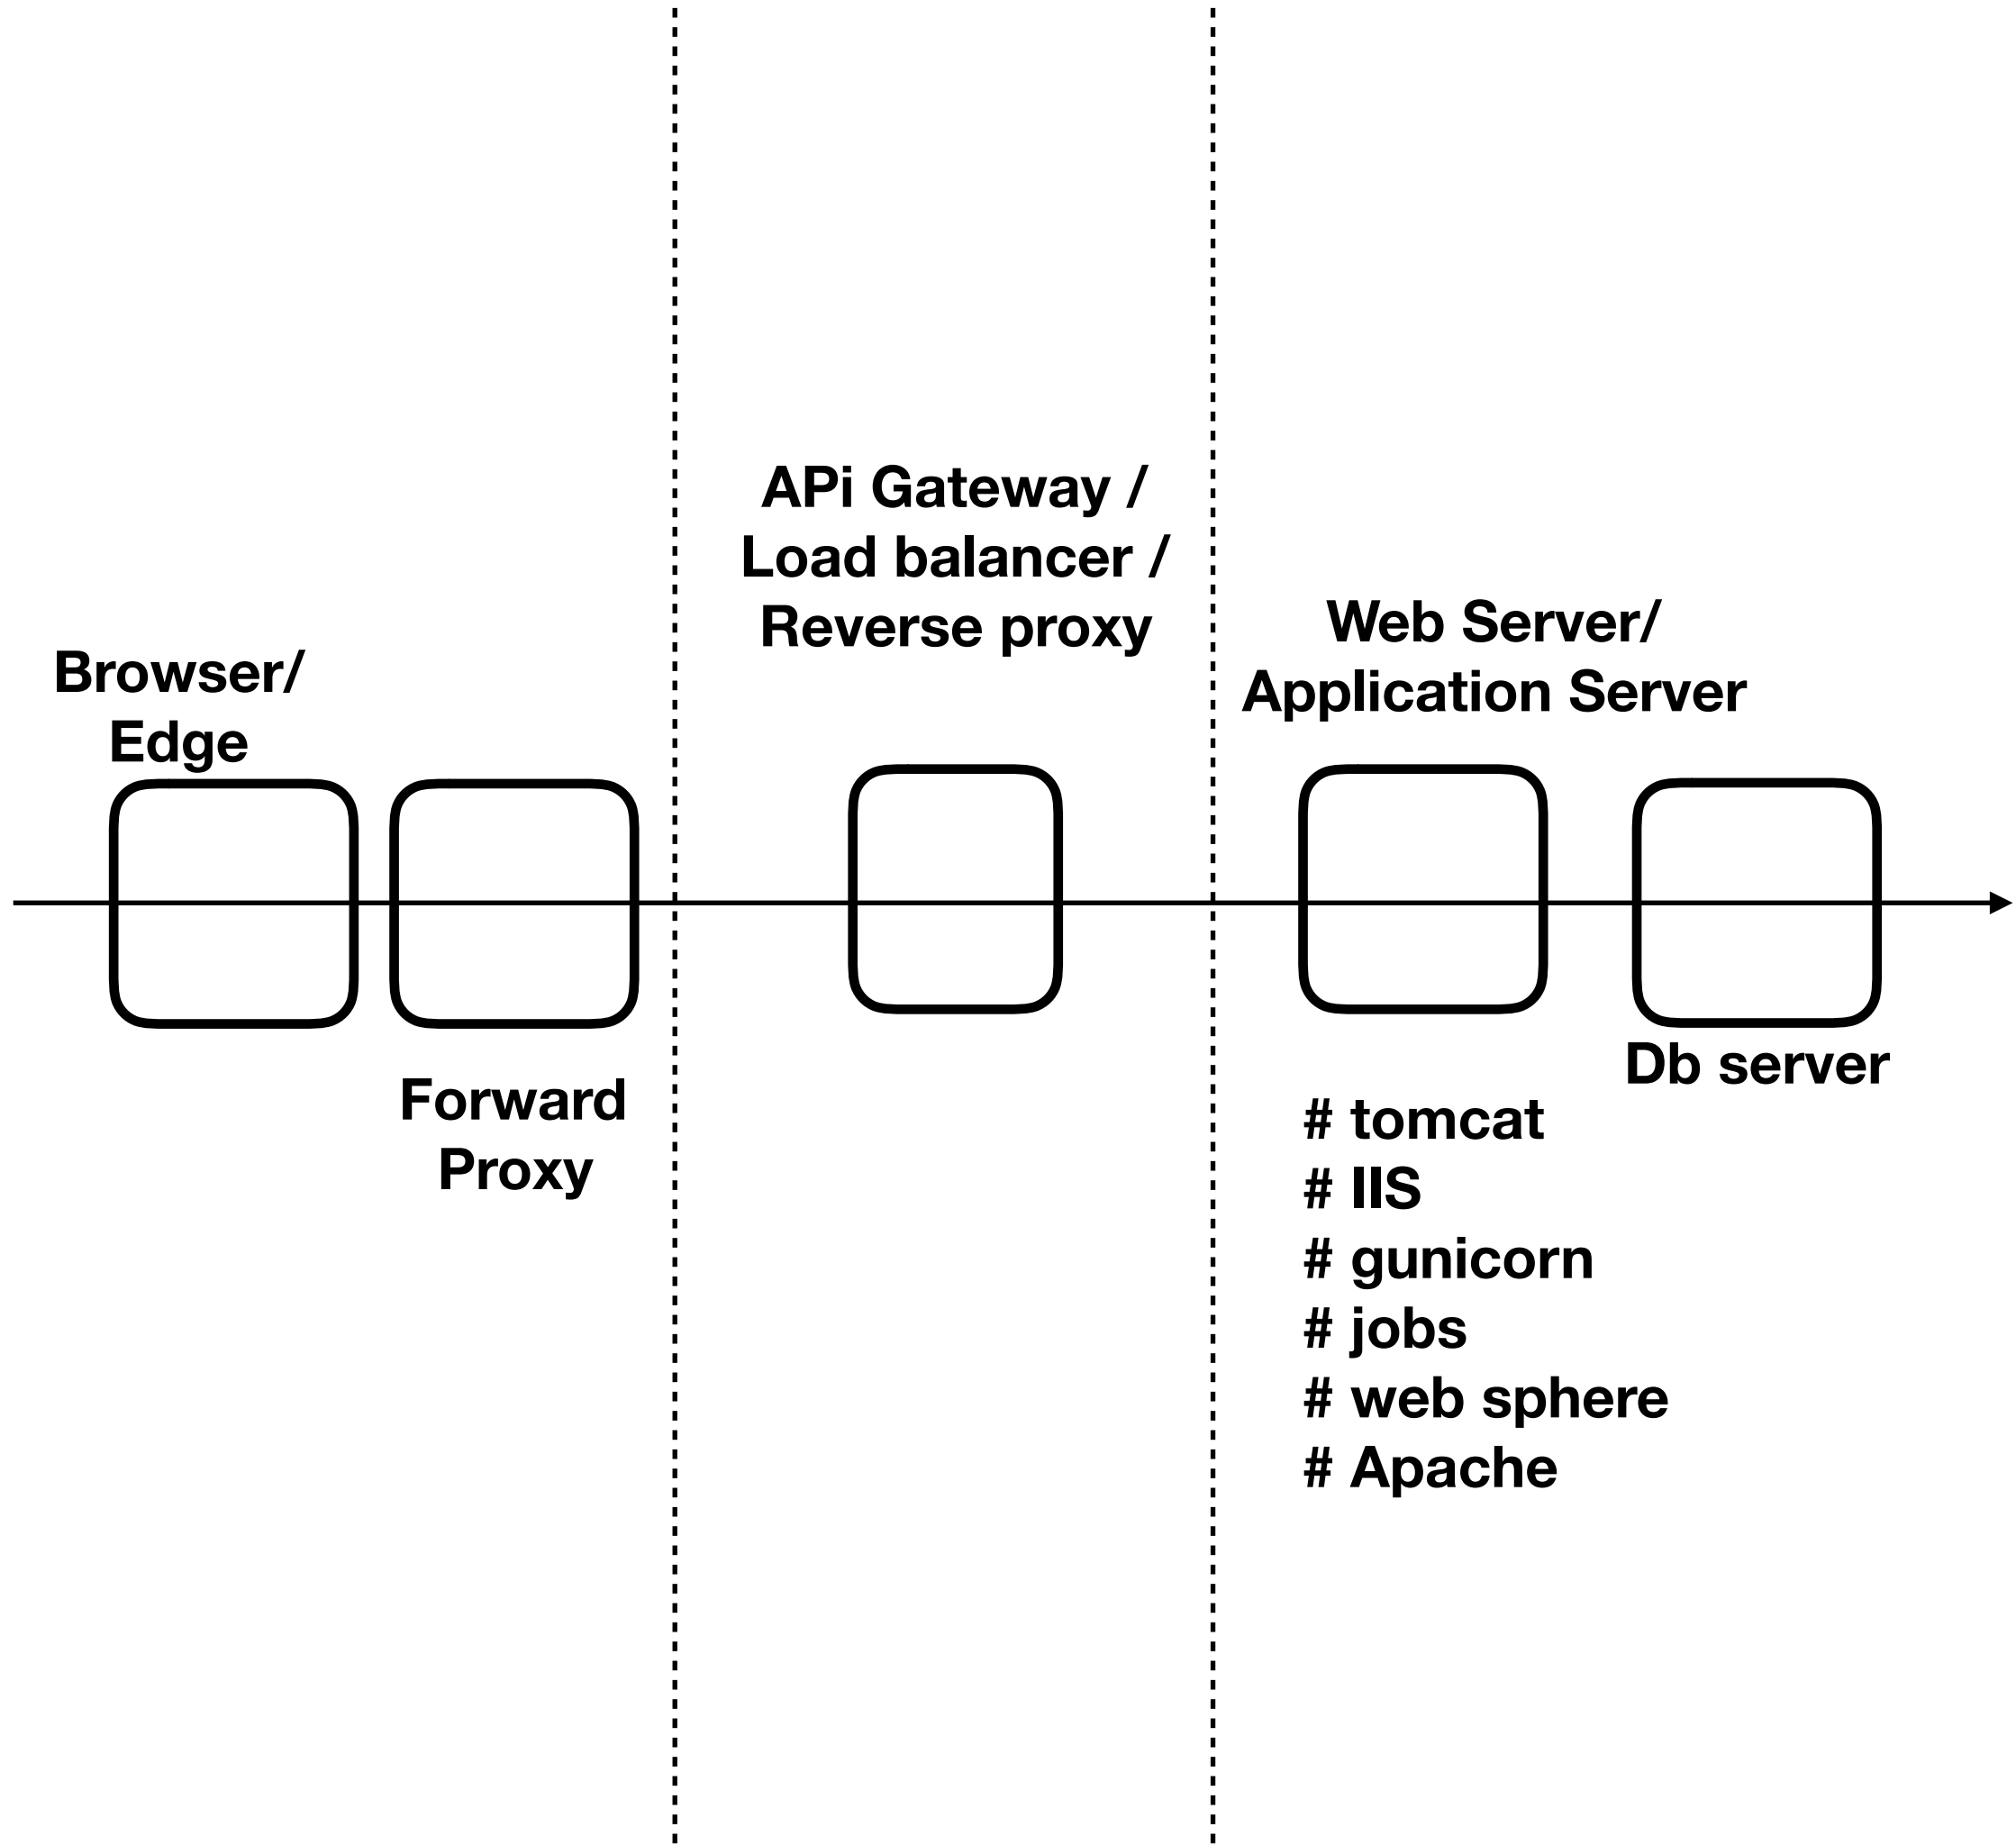 Browser/
Edge
Forward
Proxy
APi Gateway /
Load balancer /
Reverse proxy
Web Server/
Application Server
Db server
# tomcat
# IIS
# gunicorn
# jobs
# web sphere
# Apache